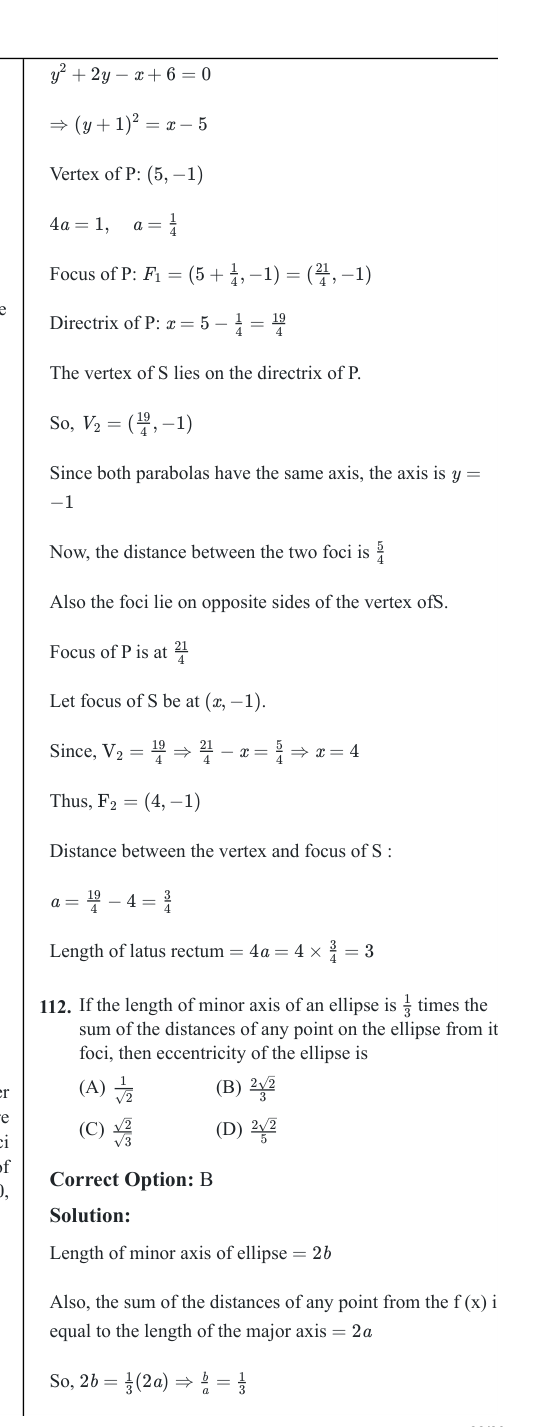 y² + 2y − x + 6 = 0
⇒ (y + 1)² = x − 5
Vertex of P: (5, −1)
4a = 1, a = 1/4
Focus of P: F₁ = (5 + 1/4, −1) = (21/4, −1)
e
Directrix of P: x = 5 − 1/4 = 19/4
The vertex of S lies on the directrix of P.
So, V₂ = (19/4, −1)
Since both parabolas have the same axis, the axis is y =
−1
Now, the distance between the two foci is 5/4
Also the foci lie on opposite sides of the vertex ofS.
Focus of P is at 21/4
Let focus of S be at (x, −1).
Since, V₂ = 19/4 ⇒ 21/4 − x = 5/4 ⇒ x = 4
Thus, F₂ = (4, −1)
Distance between the vertex and focus of S :
a = 19/4 − 4 = 3/4
Length of latus rectum = 4a = 4 × 3/4 = 3
112. If the length of minor axis of an ellipse is 1/3 times the
sum of the distances of any point on the ellipse from it
foci, then eccentricity of the ellipse is
(A) 1/√2 (B) 2√2/3
(C) √2/√3 (D) 2√2/5
er
re
ci
of
0,
Correct Option: B
Solution:
Length of minor axis of ellipse = 2b
Also, the sum of the distances of any point from the f (x) i
equal to the length of the major axis = 2a
So, 2b = 1/3(2a) ⇒ b/a = 1/3